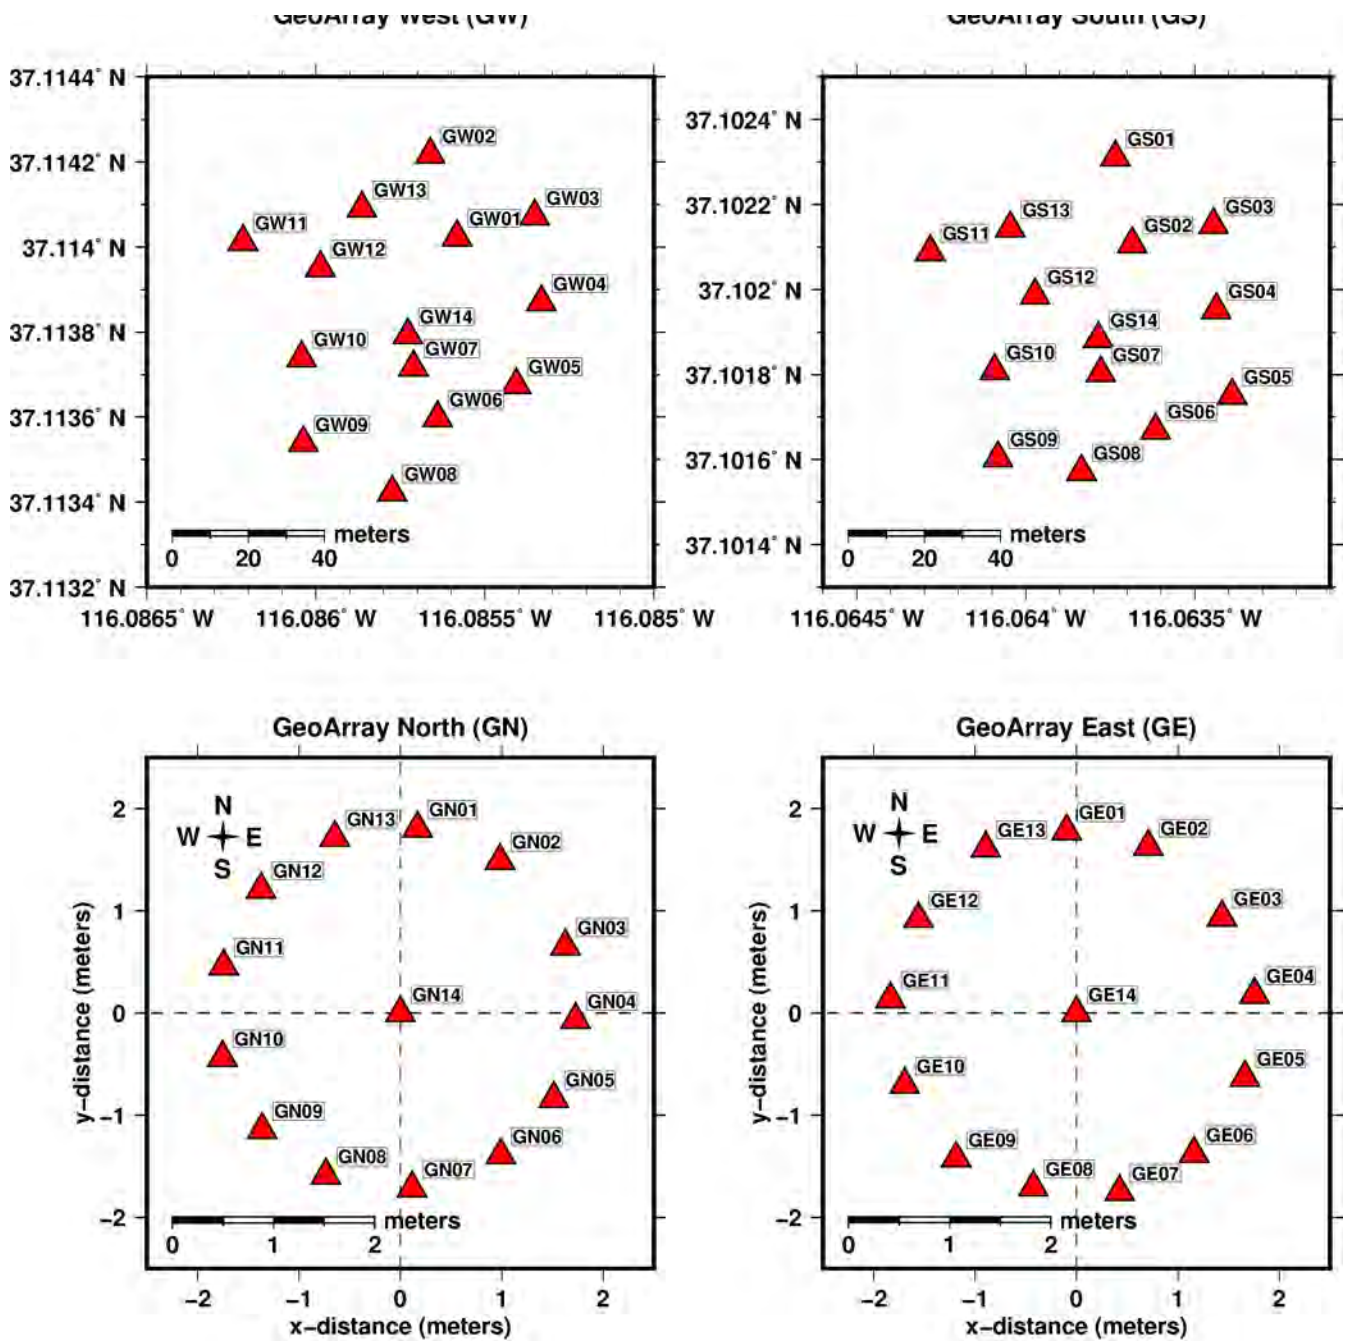 GeoArray West (GW)
37.1144° N
37.1142° N
37.114° N
37.1138° N
37.1136° N
37.1134° N
37.1132° N
GW02
GW13
GW03
GW11
GW01
GW12
GW04
GW14
GW10
GW07
GW05
GW06
GW09
GW08
meters
0 20 40
116.0865° W 116.086° W 116.0855° W 116.085° W
GeoArray South (GS)
37.1024° N
37.1022° N
37.102° N
37.1018° N
37.1016° N
37.1014° N
GS01
GS03
GS13
GS02
GS11
GS12
GS04
GS14
GS10
GS07
GS05
GS06
GS09
GS08
meters
0 20 40
116.0645° W 116.064° W 116.0635° W
GeoArray North (GN)
y-distance (meters)
2
1
0
-1
-2
N
W E
S
GN01
GN13
GN02
GN12
GN03
GN11
GN14
GN04
GN10
GN05
GN09
GN06
GN08
GN07
meters
0 1 2
-2 -1 0 1 2
x-distance (meters)
GeoArray East (GE)
y-distance (meters)
2
1
0
-1
-2
N
W E
S
GE01
GE13
GE02
GE12
GE03
GE11
GE04
GE14
GE10
GE05
GE09
GE06
GE08
GE07
meters
0 1 2
-2 -1 0 1 2
x-distance (meters)